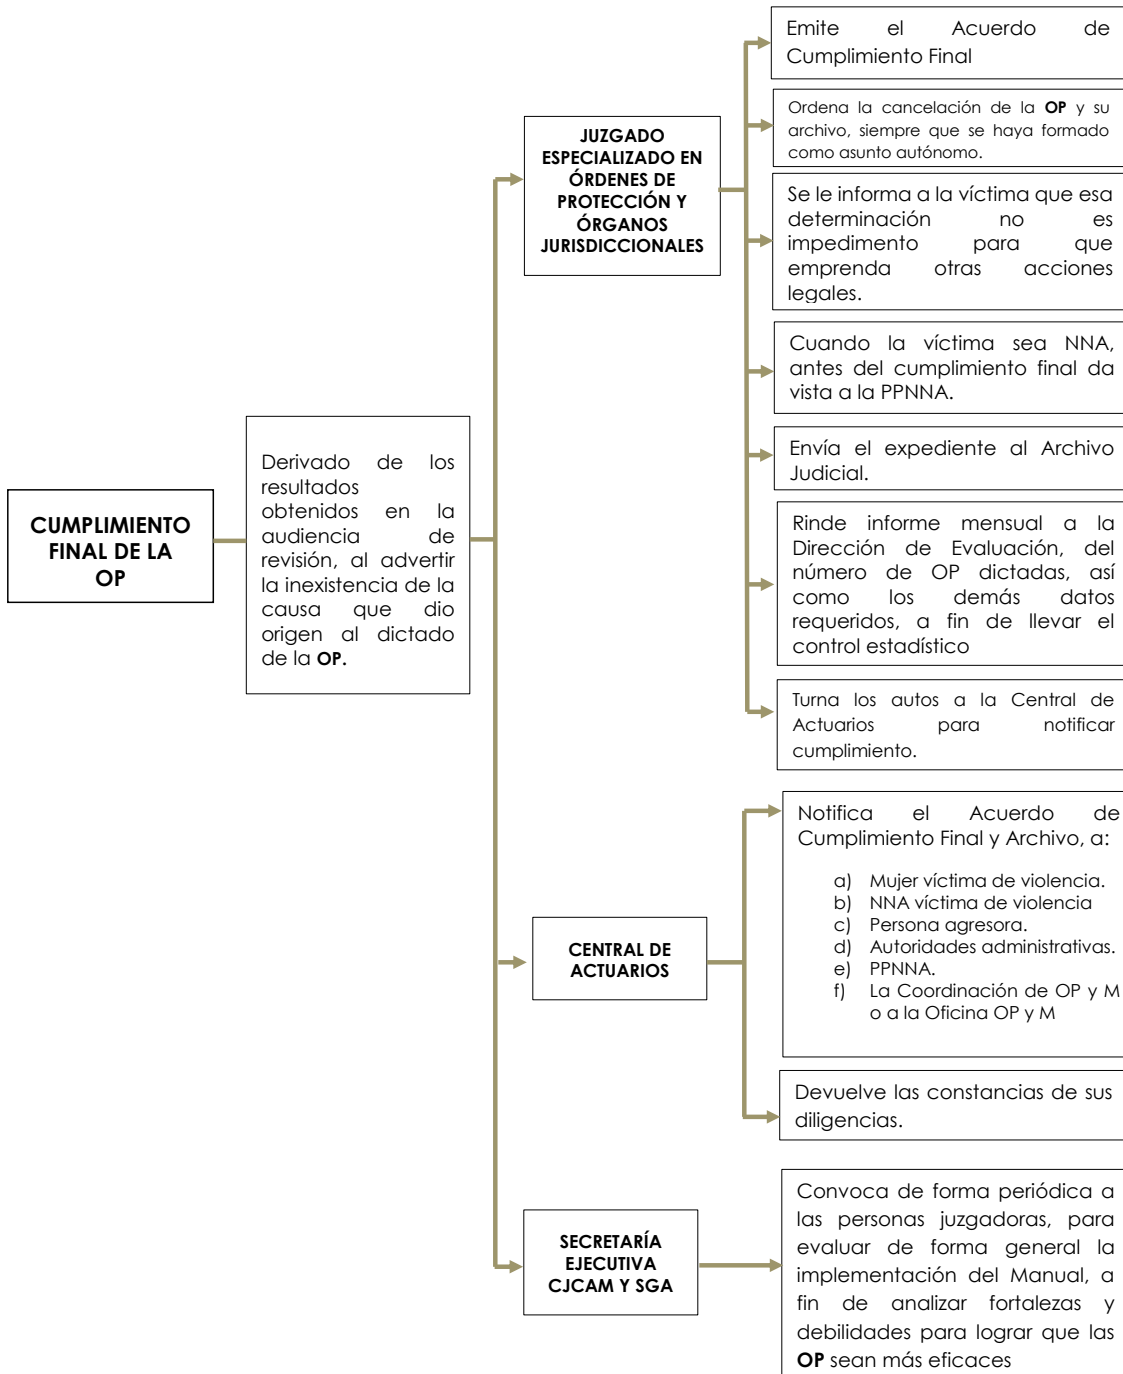 CUMPLIMIENTO
FINAL DE LA
OP
Derivado de los
resultados
obtenidos en la
audiencia de
revisión, al advertir
la inexistencia de la
causa que dio
origen al dictado
de la OP.
JUZGADO
ESPECIALIZADO EN
ÓRDENES DE
PROTECCIÓN Y
ÓRGANOS
JURISDICCIONALES
Emite el Acuerdo de
Cumplimiento Final
Ordena la cancelación de la OP y su
archivo, siempre que se haya formado
como asunto autónomo.
Se le informa a la víctima que esa
determinación no es
impedimento para que
emprenda otras acciones
legales.
Cuando la víctima sea NNA,
antes del cumplimiento final da
vista a la PPNNA.
Envía el expediente al Archivo
Judicial.
Rinde informe mensual a la
Dirección de Evaluación, del
número de OP dictadas, así
como los demás datos
requeridos, a fin de llevar el
control estadístico
Turna los autos a la Central de
Actuarios para notificar
cumplimiento.
CENTRAL DE
ACTUARIOS
Notifica el Acuerdo de
Cumplimiento Final y Archivo, a:
a) Mujer víctima de violencia.
b) NNA víctima de violencia
c) Persona agresora.
d) Autoridades administrativas.
e) PPNNA.
f) La Coordinación de OP y M
o a la Oficina OP y M
Devuelve las constancias de sus
diligencias.
SECRETARÍA
EJECUTIVA
CJCAM Y SGA
Convoca de forma periódica a
las personas juzgadoras, para
evaluar de forma general la
implementación del Manual, a
fin de analizar fortalezas y
debilidades para lograr que las
OP sean más eficaces